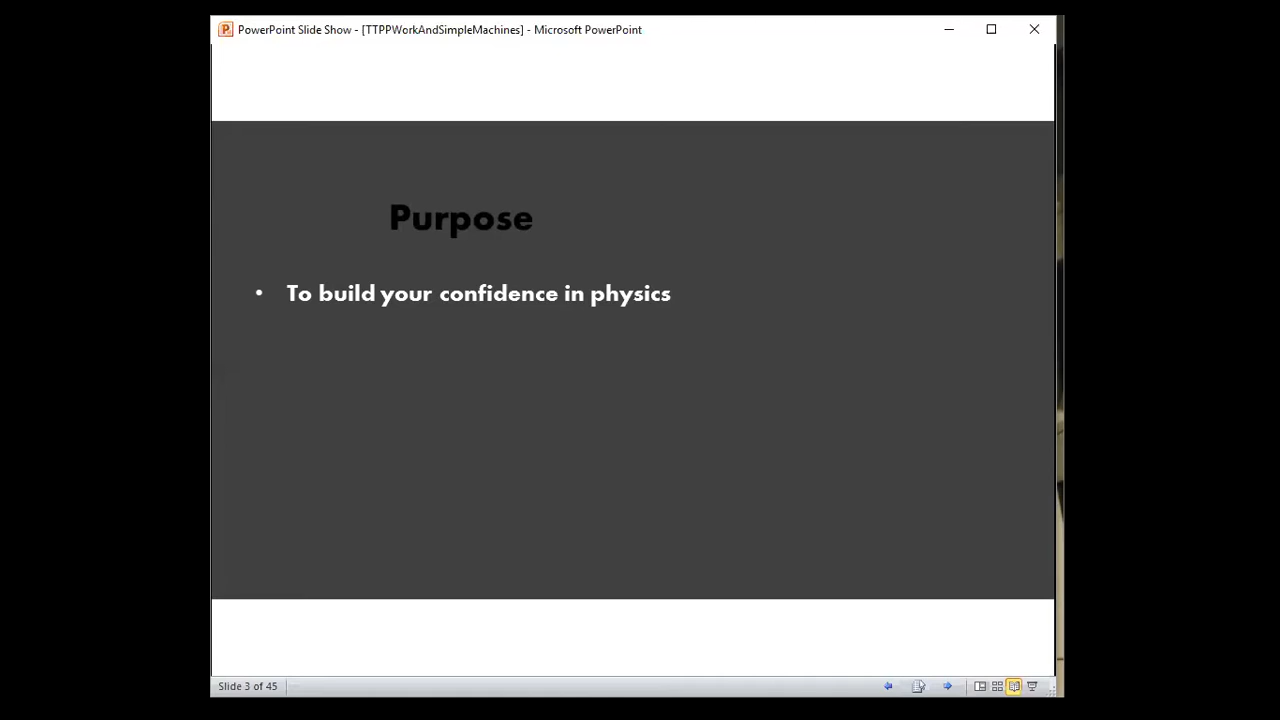 PowerPoint Slide Show - [TTPPWorkAndSimpleMachines] - Microsoft PowerPoint
Purpose
• To build your confidence in physics
Slide 3 of 45